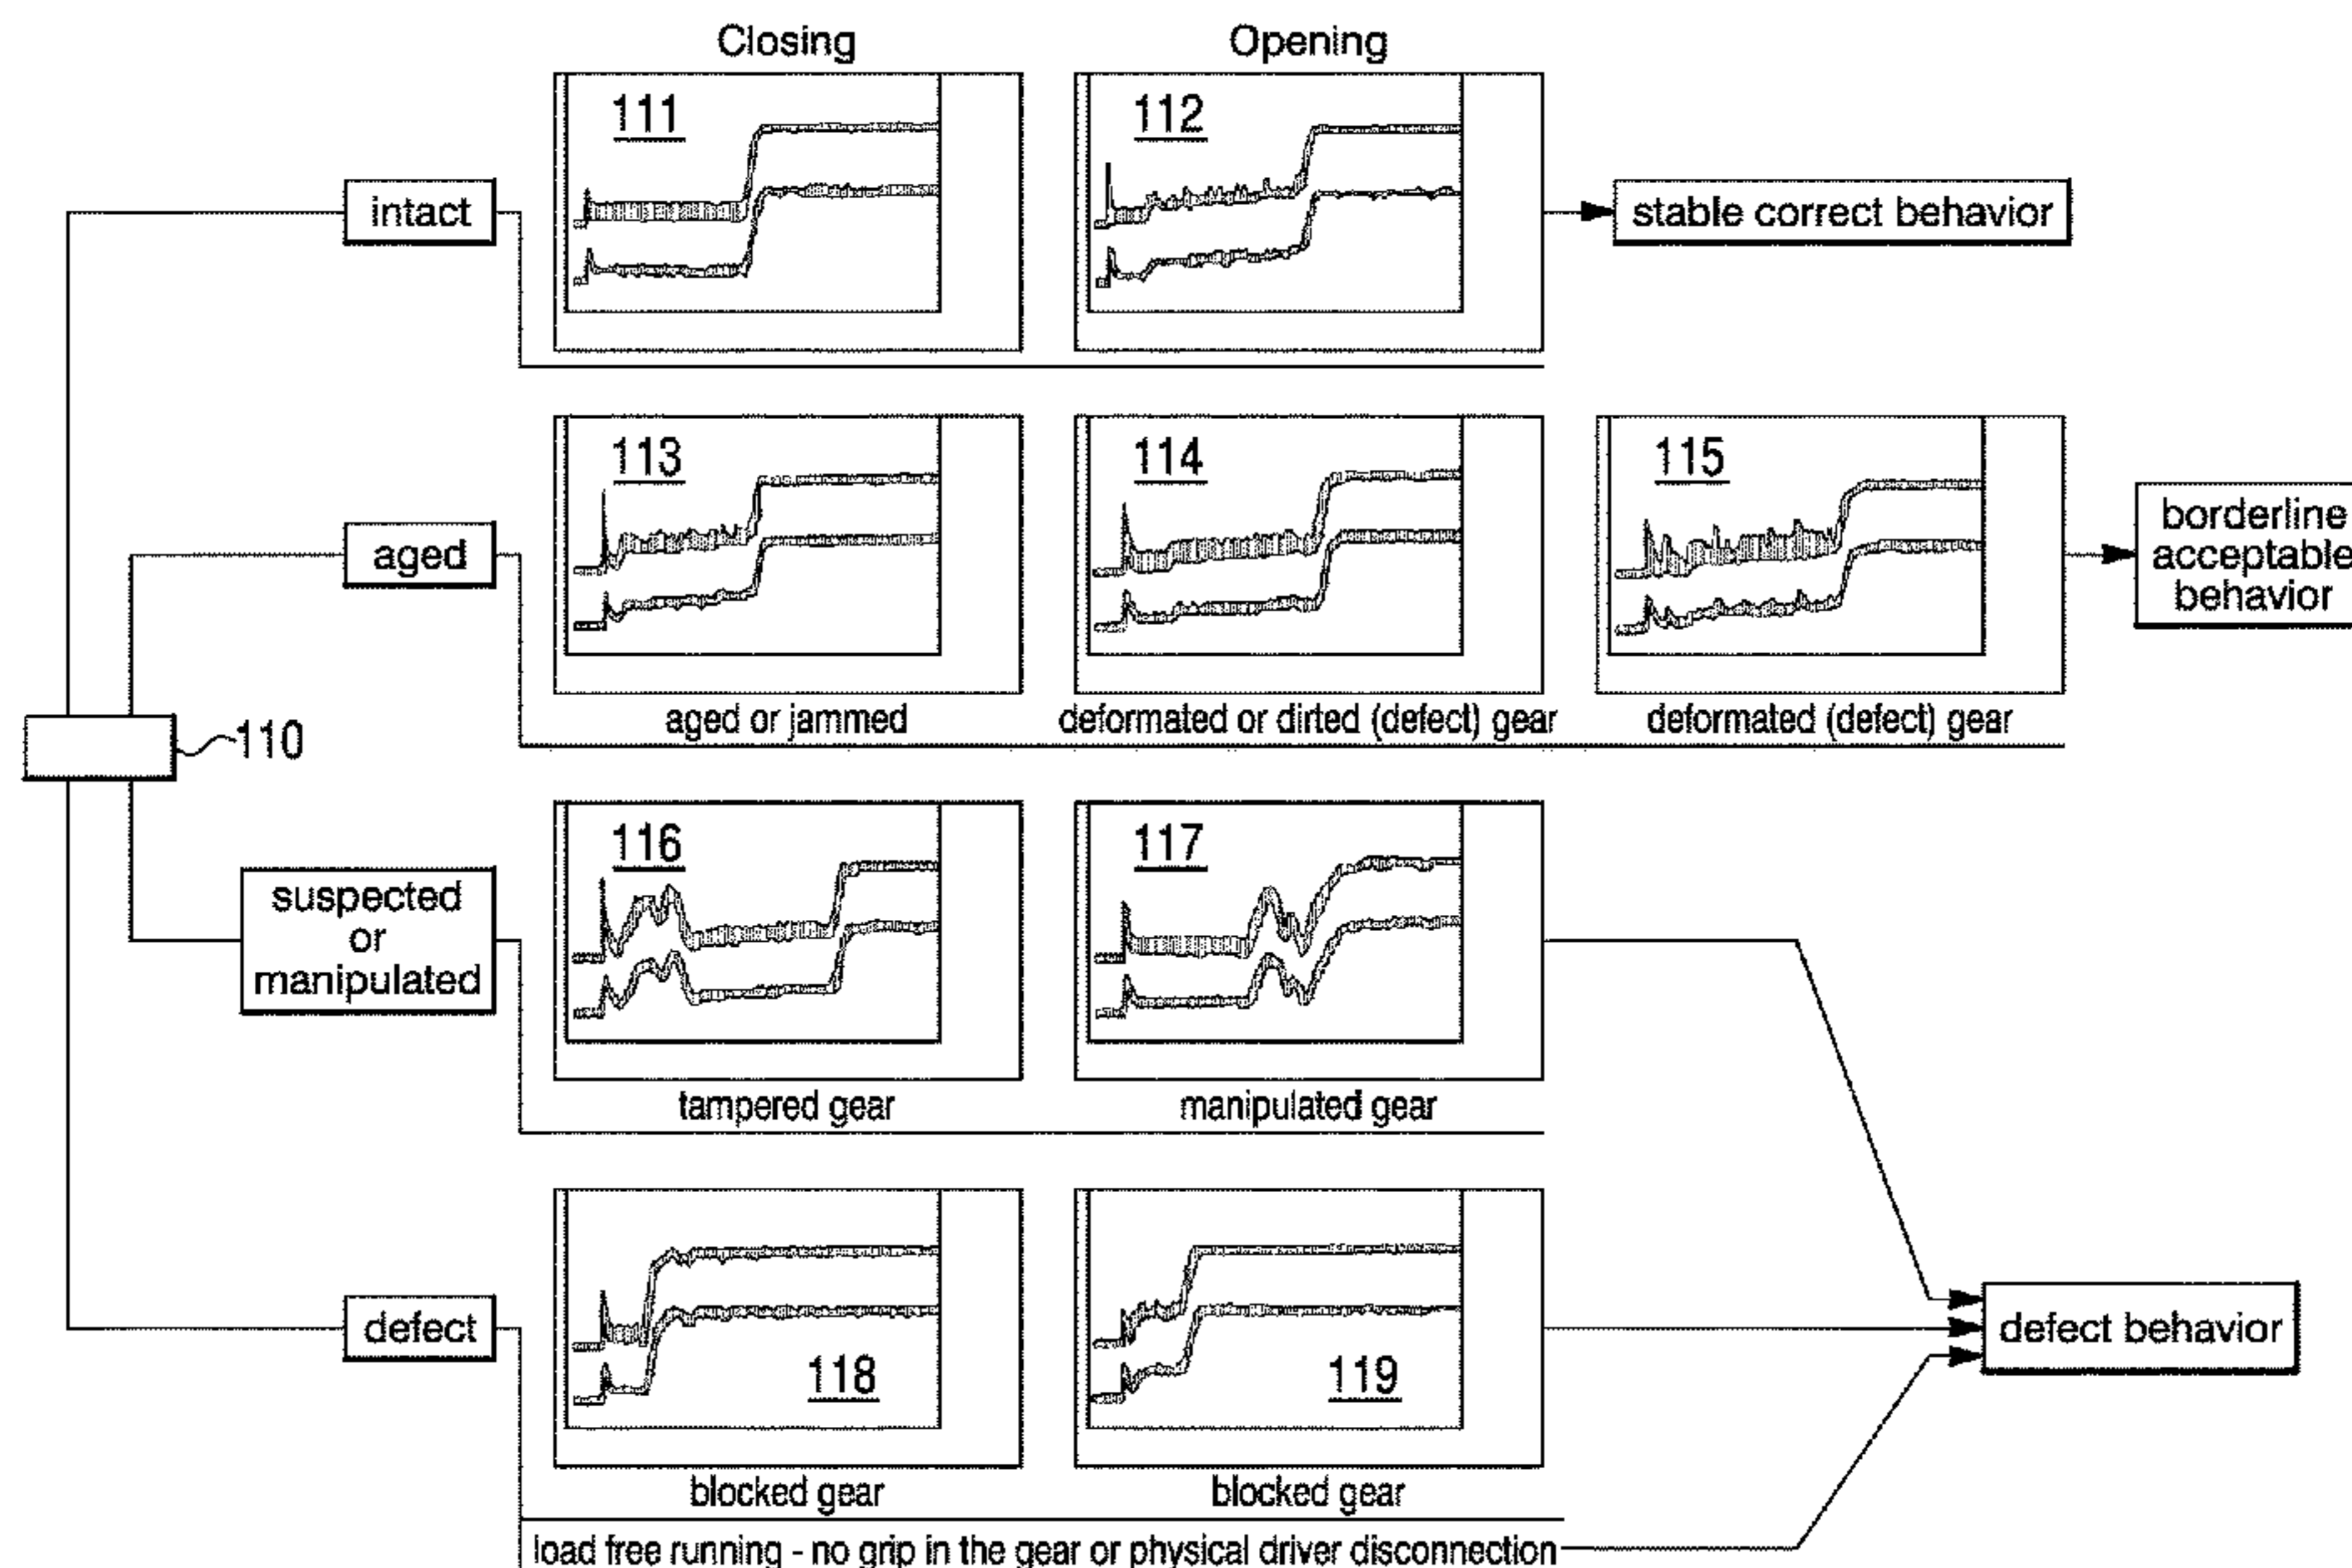 Closing
Opening
111
112
intact
stable correct behavior
113
114
115
aged
borderline
acceptable
behavior
aged or jammed
deformated or dirted (defect) gear
deformated (defect) gear
110
116
117
suspected
or
manipulated
tampered gear
manipulated gear
defect
118
119
defect behavior
blocked gear
blocked gear
load free running - no grip in the gear or physical driver disconnection